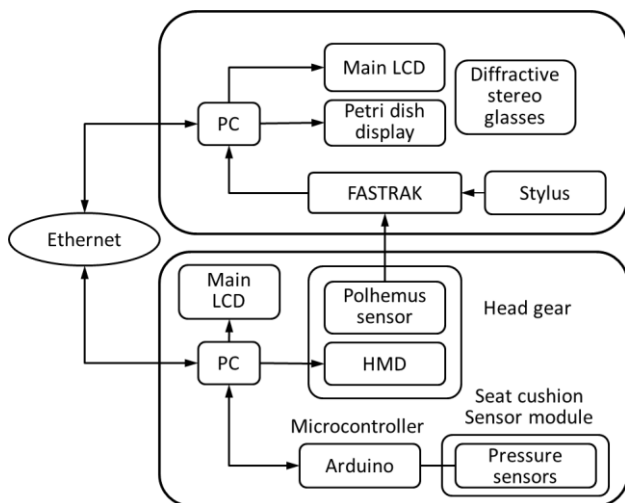 Main LCD
Diffractive
stereo
glasses
PC
Petri dish
display
FASTRAK
Stylus
Ethernet
Main
LCD
Polhemus
sensor
Head gear
PC
HMD
Seat cushion
Sensor module
Microcontroller
Arduino
Pressure
sensors